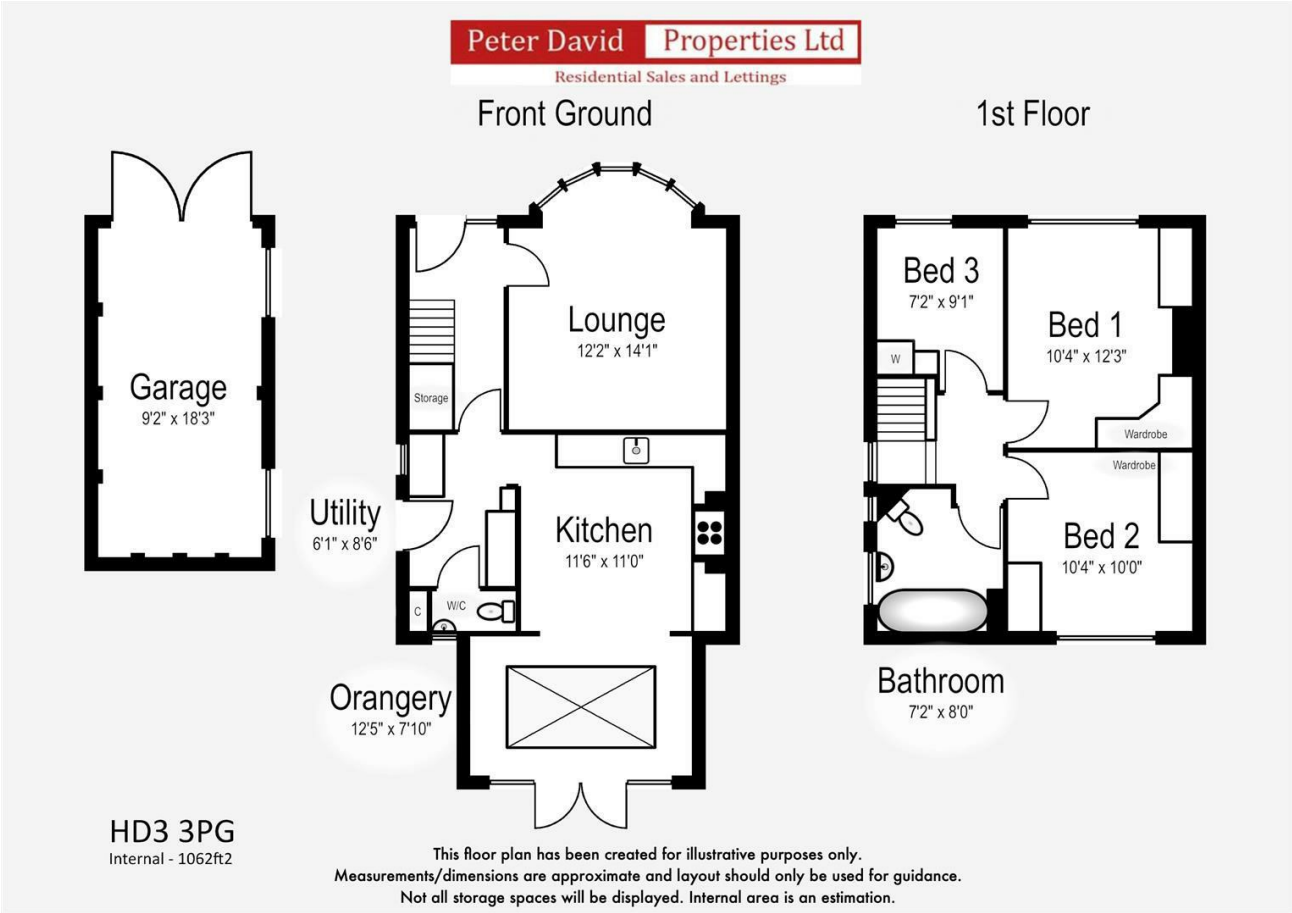 Peter David Properties Ltd
Residential Sales and Lettings
Front Ground
1st Floor
Garage
9'2" x 18'3"
Lounge
12'2" x 14'1"
Storage
Utility
6'1" x 8'6"
Kitchen
11'6" x 11'0"
C
W/C
Orangery
12'5" x 7'10"
Bed 3
7'2" x 9'1"
W
Bed 1
10'4" x 12'3"
Wardrobe
Wardrobe
Bed 2
10'4" x 10'0"
Bathroom
7'2" x 8'0"
HD3 3PG
Internal - 1062ft2
This floor plan has been created for illustrative purposes only.
Measurements/dimensions are approximate and layout should only be used for guidance.
Not all storage spaces will be displayed. Internal area is an estimation.